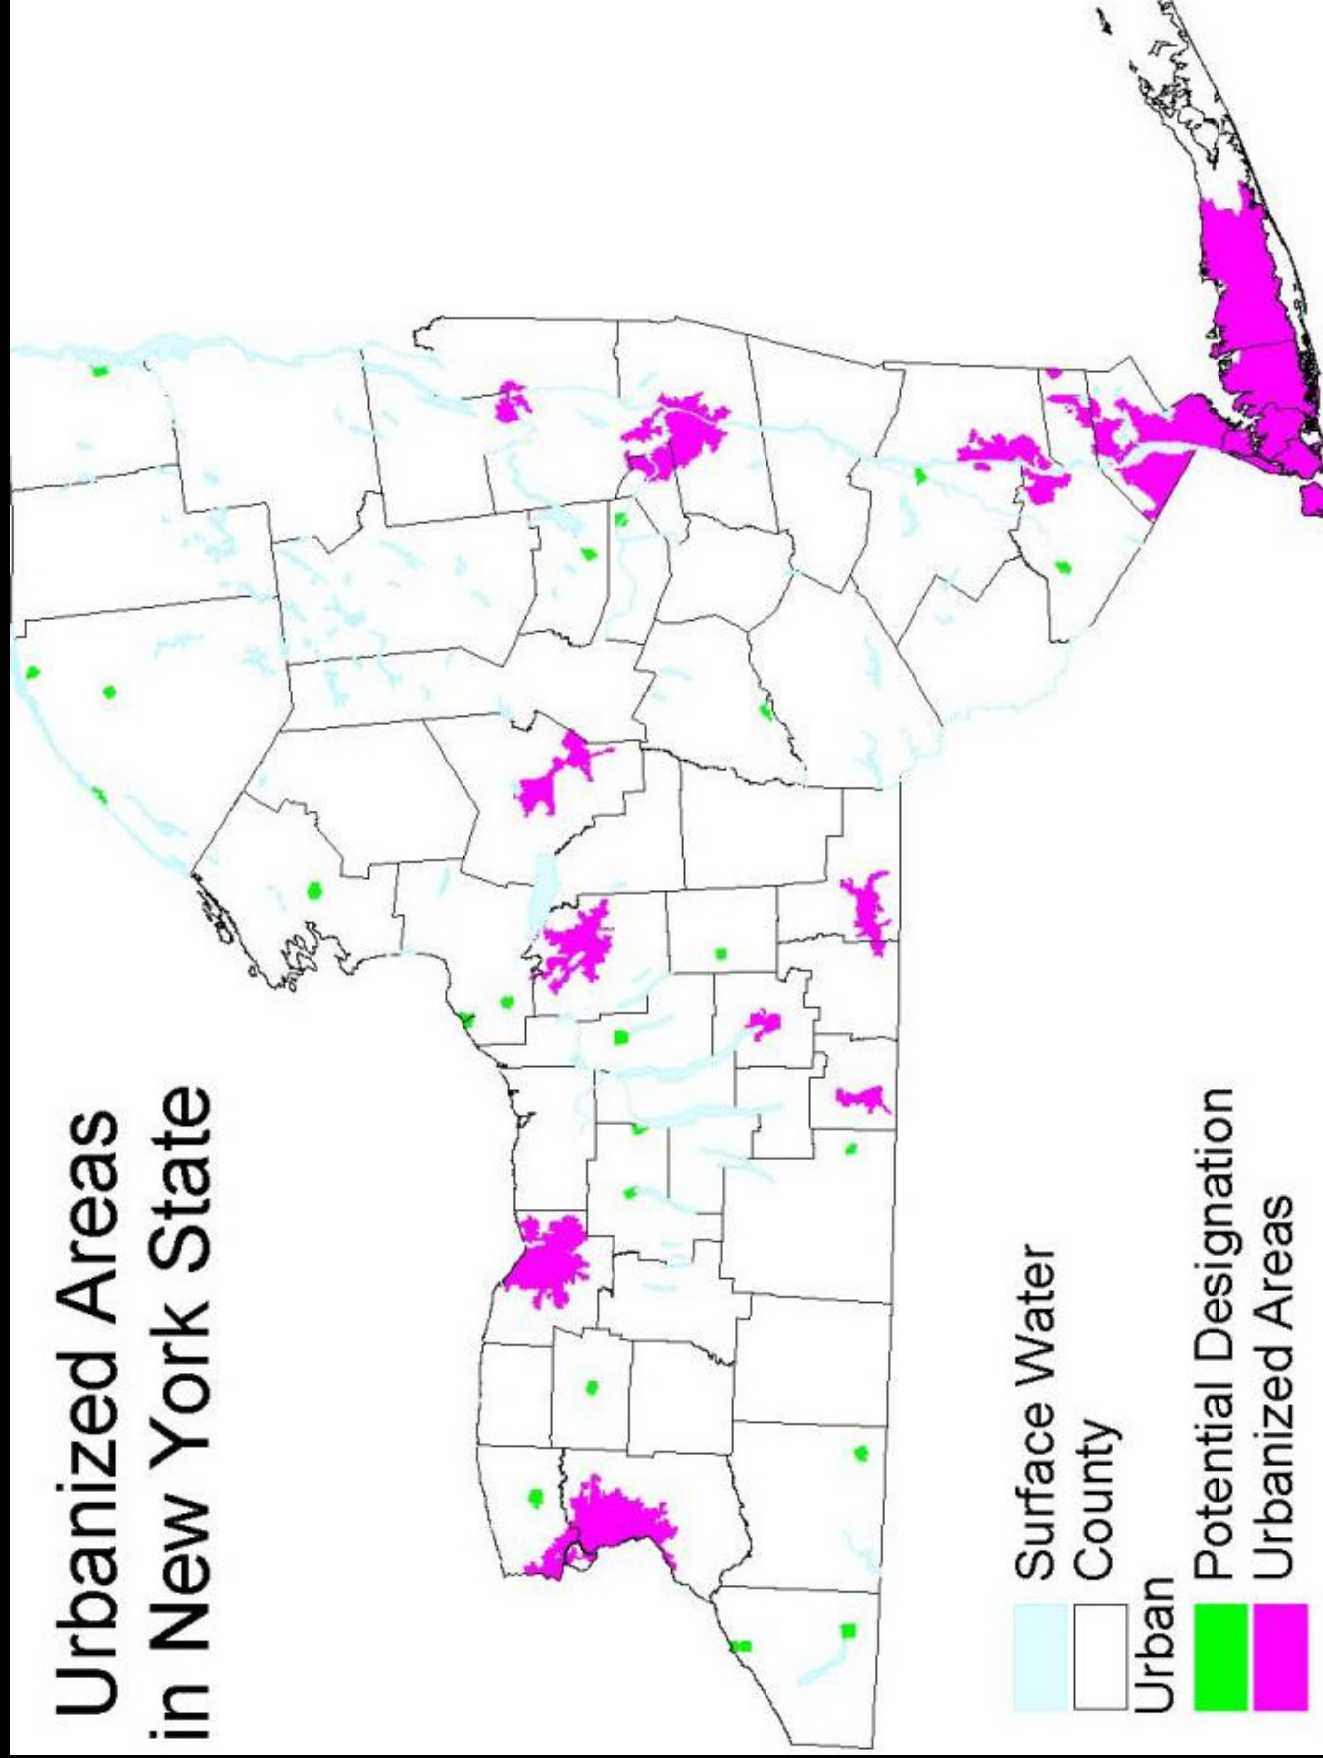 Urbanized Areas
in New York State
Surface Water
County
Urban
Potential Designation
Urbanized Areas